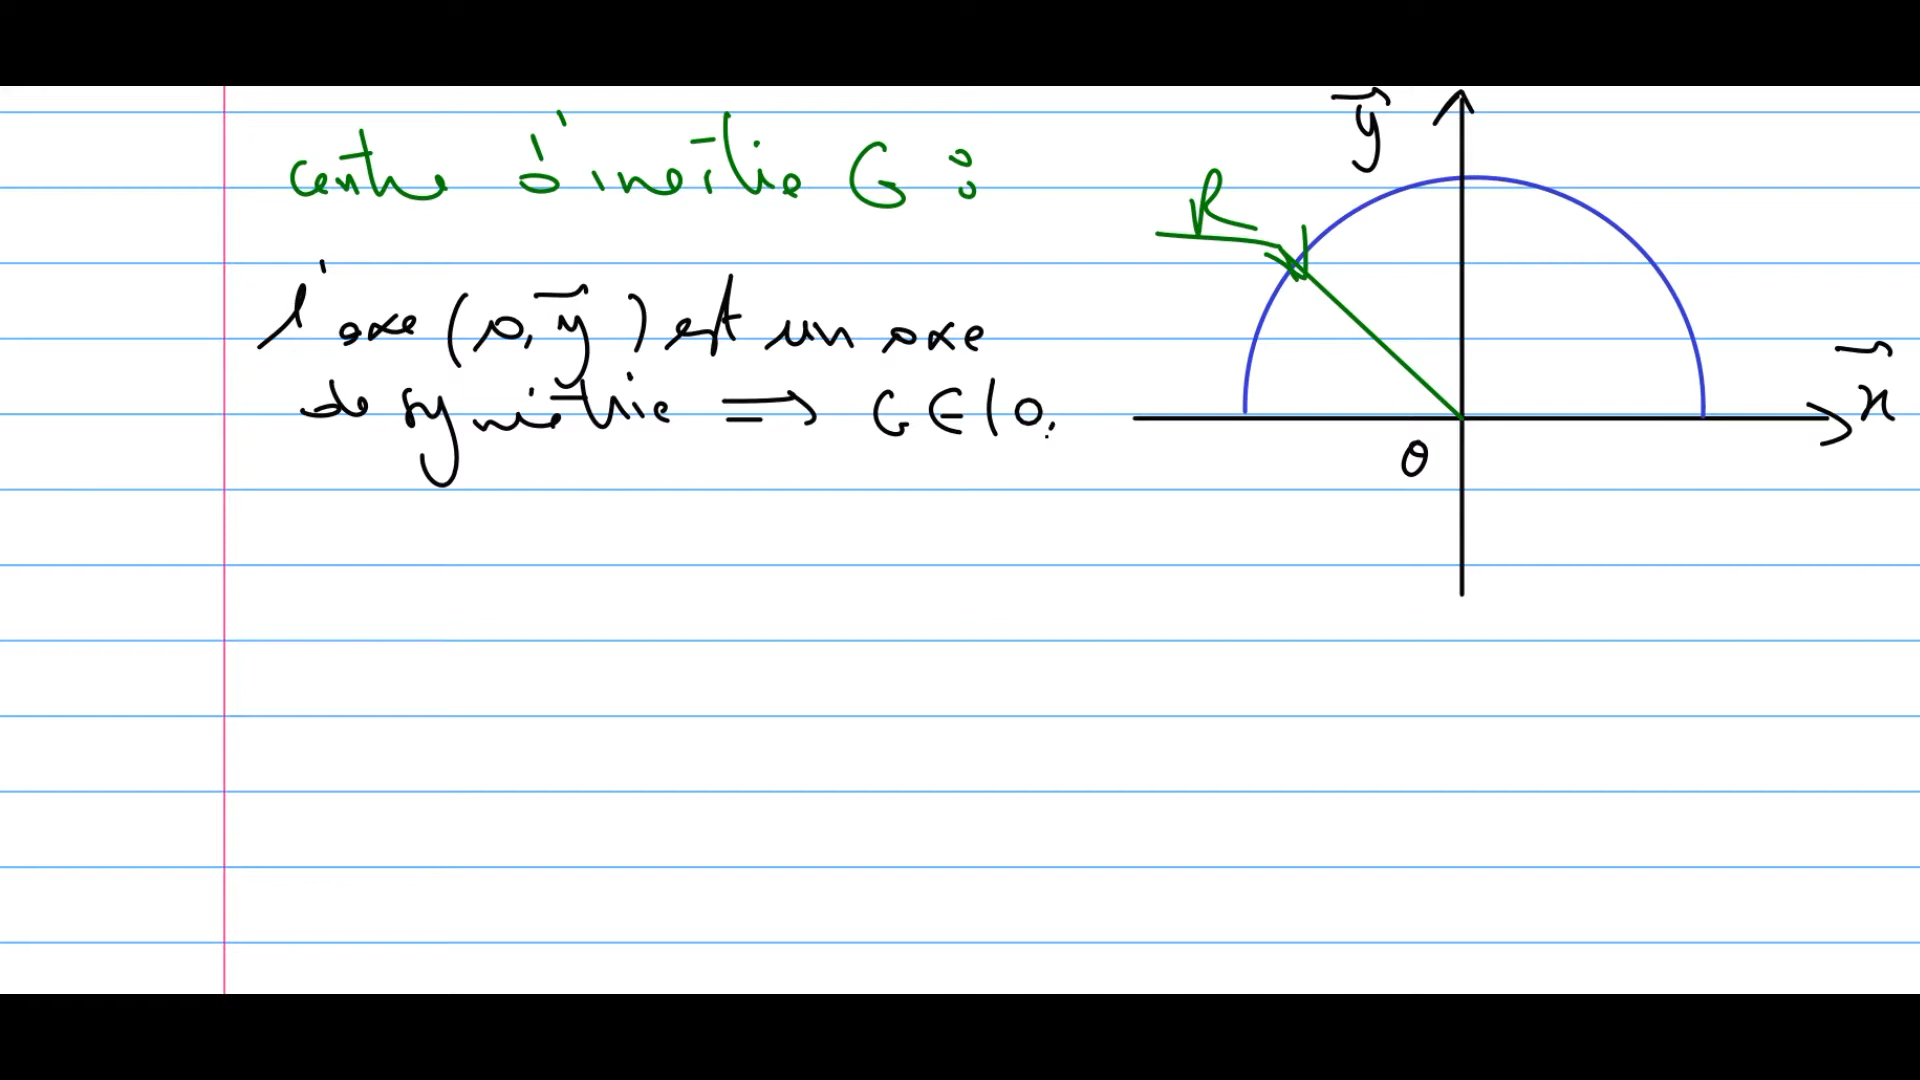 centre d'inertie G :
l'axe (O, y) est un axe
de symétrie => G ∈ (O,
y
R
x
O